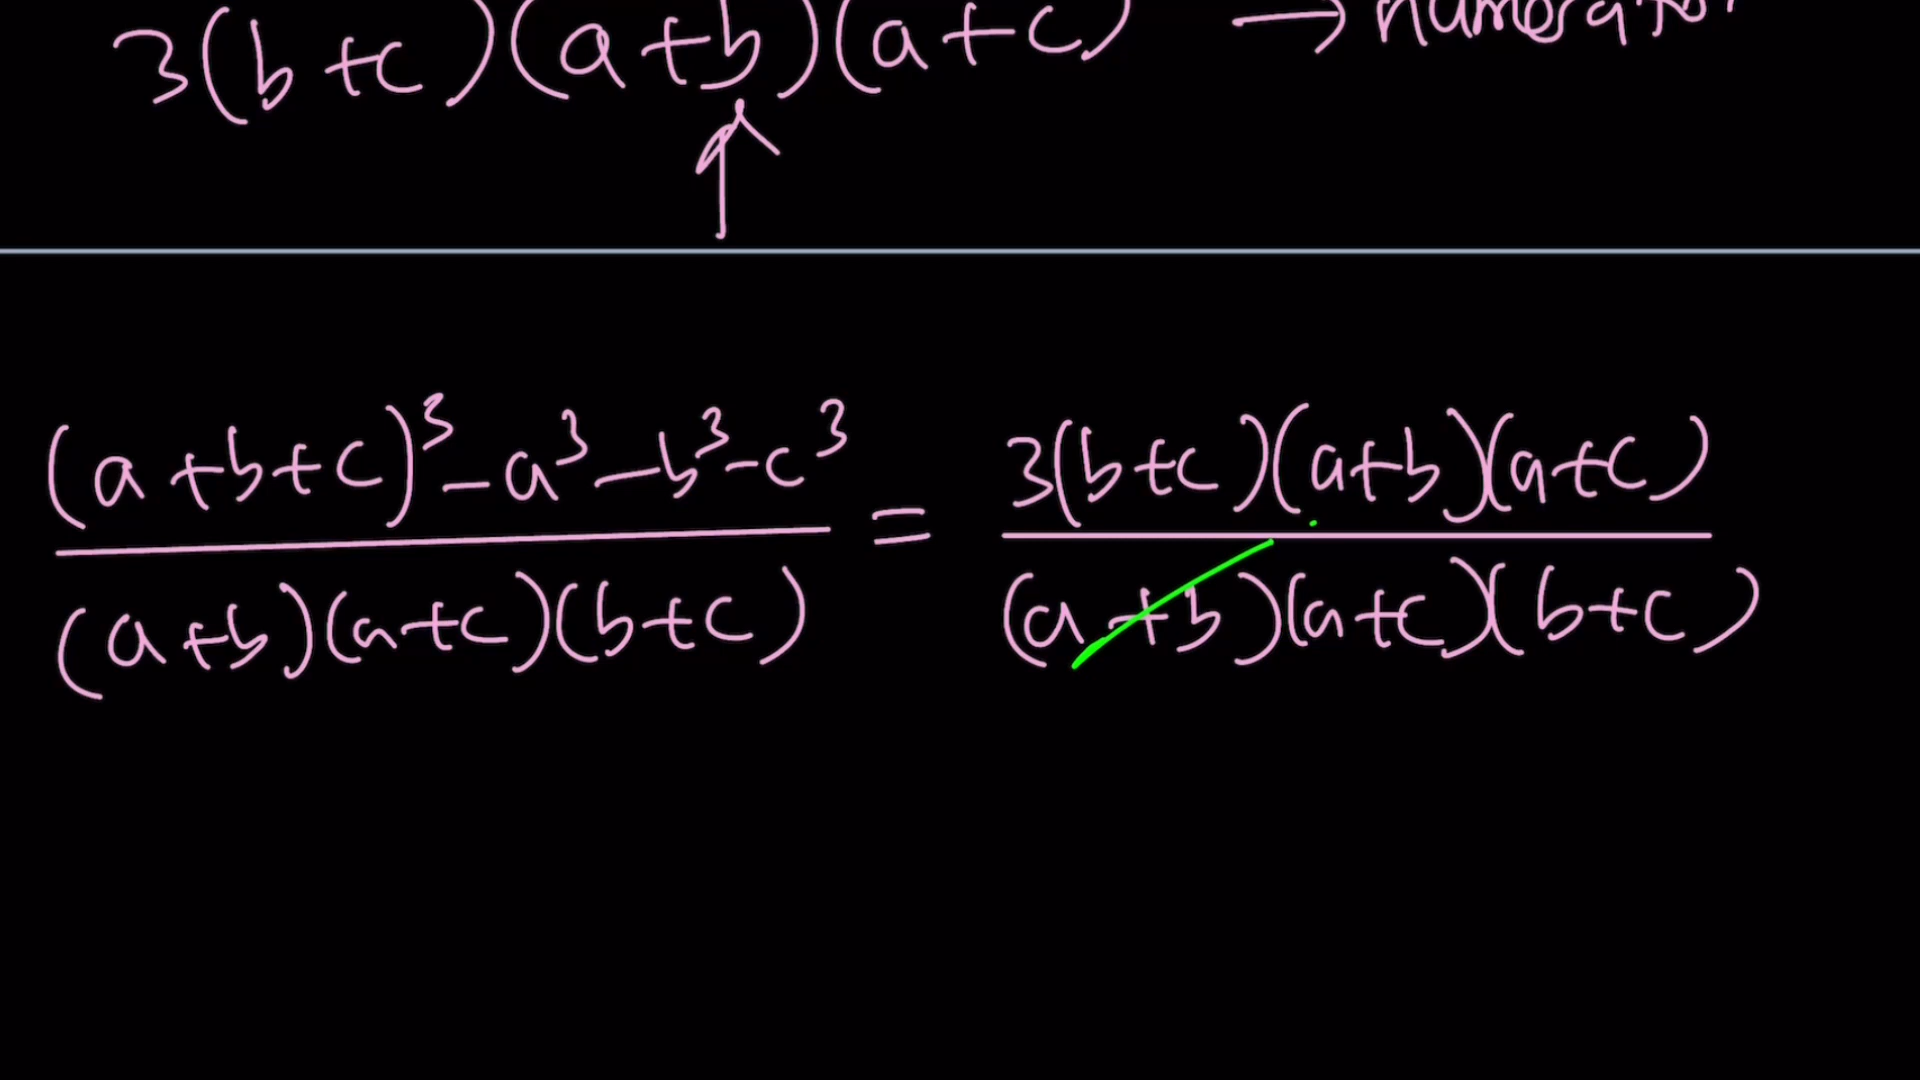 3(b+c)(a+b)(a+c) → numerator
(a+b+c)³-a³-b³-c³ = 3(b+c)(a+b)(a+c)
(a+b)(a+c)(b+c) (a+b)(a+c)(b+c)